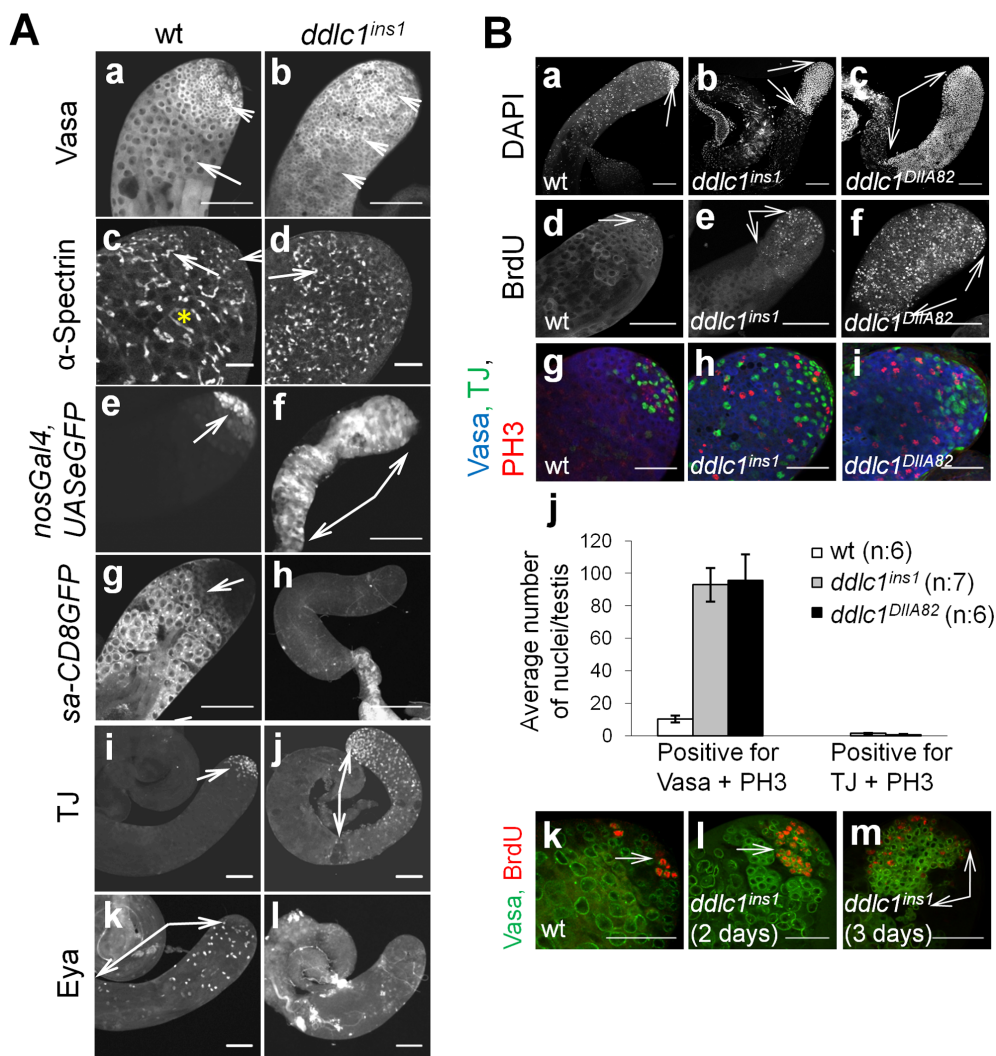 A
wt
ddlc1ins1
Vasa
a
b
α-Spectrin
c
*
d
nosGal4,
UASeGFP
e
f
sa-CD8GFP
g
h
TJ
i
j
Eya
k
l
B
DAPI
a
wt
b
ddlc1ins1
c
ddlc1DIIA82
BrdU
d
wt
e
ddlc1ins1
f
ddlc1DIIA82
Vasa, TJ,
PH3
g
wt
h
ddlc1ins1
i
ddlc1DIIA82
j
Average number
of nuclei/testis
120
100
80
60
40
20
0
wt (n:6)
ddlc1ins1 (n:7)
ddlc1DIIA82 (n:6)
Positive for
Vasa + PH3
Positive for
TJ + PH3
Vasa, BrdU
k
wt
l
ddlc1ins1
(2 days)
m
ddlc1ins1
(3 days)